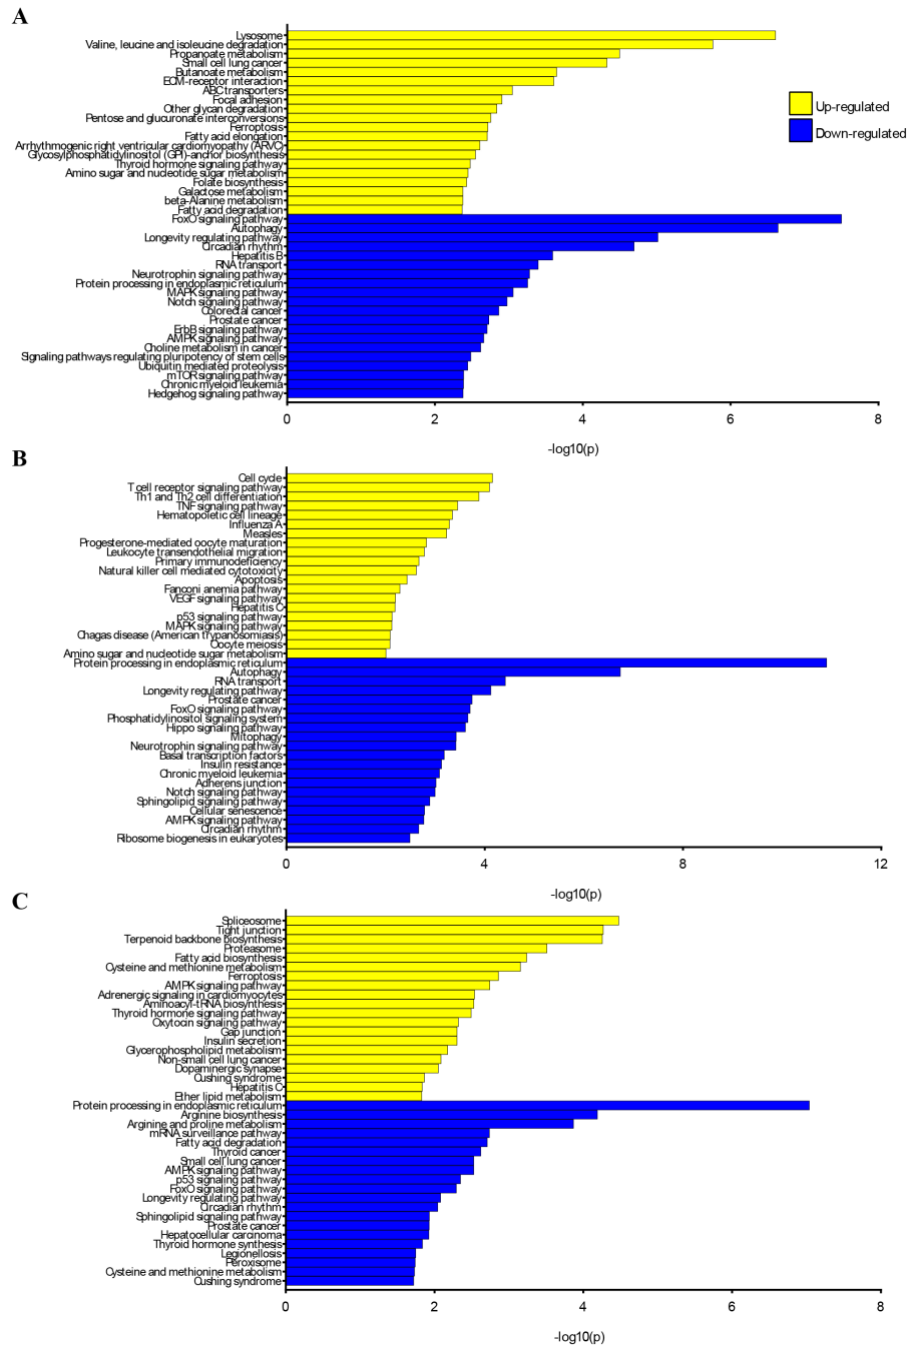 A
Lysosome
Valine, leucine and isoleucine degradation
Propanoate metabolism
Small cell lung cancer
Butanoate metabolism
ECM-receptor interaction
ABC transporters
Focal adhesion
Other glycan degradation
Pentose and glucuronate interconversions
Ferroptosis
Fatty acid elongation
Arrhythmogenic right ventricular cardiomyopathy (ARVC)
Glycosylphosphatidylinositol (GPI)-anchor biosynthesis
Thyroid hormone signaling pathway
Amino sugar and nucleotide sugar metabolism
Folate biosynthesis
Galactose metabolism
beta-Alanine metabolism
Fatty acid degradation
FoxO signaling pathway
Autophagy
Longevity regulating pathway
Circadian rhythm
Hepatitis B
RNA transport
Neurotrophin signaling pathway
Protein processing in endoplasmic reticulum
MAPK signaling pathway
Notch signaling pathway
Colorectal cancer
Prostate cancer
ErbB signaling pathway
AMPK signaling pathway
Choline metabolism in cancer
Signaling pathways regulating pluripotency of stem cells
Ubiquitin mediated proteolysis
mTOR signaling pathway
Chronic myeloid leukemia
Hedgehog signaling pathway
0 2 4 6 8
-log10(p)
Up-regulated
Down-regulated
B
Cell cycle
T cell receptor signaling pathway
Th1 and Th2 cell differentiation
TNF signaling pathway
Hematopoietic cell lineage
Influenza A
Measles
Progesterone-mediated oocyte maturation
Leukocyte transendothelial migration
Primary immunodeficiency
Natural killer cell mediated cytotoxicity
Apoptosis
Fanconi anemia pathway
VEGF signaling pathway
Hepatitis C
p53 signaling pathway
MAPK signaling pathway
Chagas disease (American trypanosomiasis)
Oocyte meiosis
Amino sugar and nucleotide sugar metabolism
Protein processing in endoplasmic reticulum
Autophagy
RNA transport
Longevity regulating pathway
Prostate cancer
FoxO signaling pathway
Phosphatidylinositol signaling system
Hippo signaling pathway
Mitophagy
Neurotrophin signaling pathway
Basal transcription factors
Insulin resistance
Chronic myeloid leukemia
Adherens junction
Notch signaling pathway
Sphingolipid signaling pathway
Cellular senescence
AMPK signaling pathway
Circadian rhythm
Ribosome biogenesis in eukaryotes
0 4 8 12
-log10(p)
C
Spliceosome
Tight junction
Terpenoid backbone biosynthesis
Proteasome
Fatty acid biosynthesis
Cysteine and methionine metabolism
Ferroptosis
AMPK signaling pathway
Adrenergic signaling in cardiomyocytes
Aminoacyl-tRNA biosynthesis
Thyroid hormone signaling pathway
Oxytocin signaling pathway
Gap junction
Insulin secretion
Glycerophospholipid metabolism
Non-small cell lung cancer
Dopaminergic synapse
Cushing syndrome
Hepatitis C
Ether lipid metabolism
Protein processing in endoplasmic reticulum
Arginine biosynthesis
Arginine and proline metabolism
mRNA surveillance pathway
Fatty acid degradation
Thyroid cancer
Small cell lung cancer
AMPK signaling pathway
p53 signaling pathway
FoxO signaling pathway
Longevity regulating pathway
Circadian rhythm
Sphingolipid signaling pathway
Prostate cancer
Hepatocellular carcinoma
Thyroid hormone synthesis
Legionellosis
Peroxisome
Cysteine and methionine metabolism
Cushing syndrome
0 2 4 6 8
-log10(p)